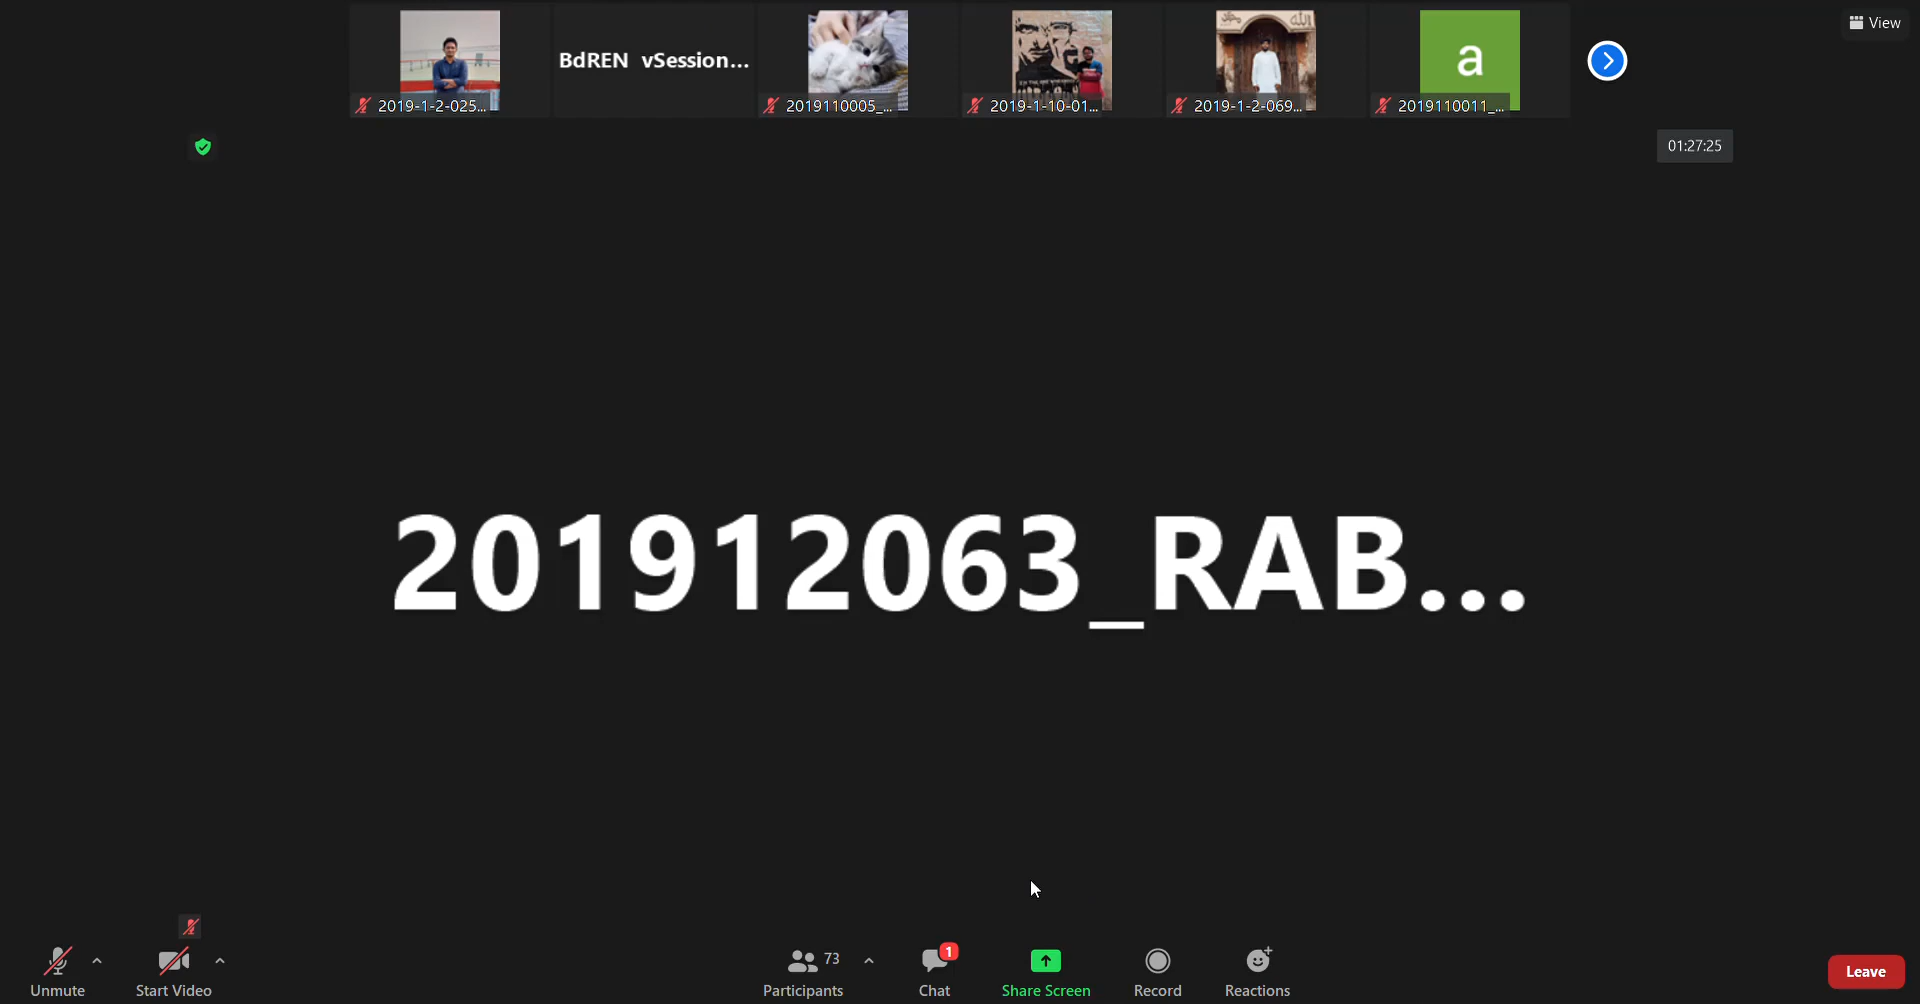 2019-1-2-025...
BdREN vSession...
2019110005_...
2019-1-10-01...
2019-1-2-069...
a
2019110011_...
View
01:27:25
201912063_RAB...
Unmute
Start Video
73
Participants
1
Chat
Share Screen
Record
Reactions
Leave